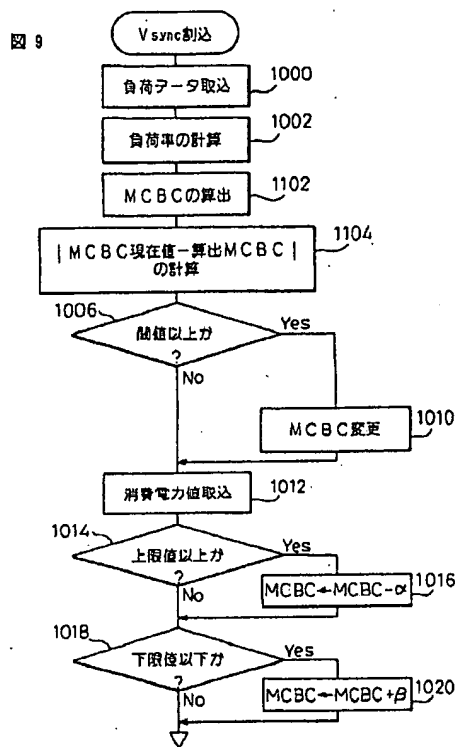 図 9
Vsync割込
負荷データ取込
1000
負荷率の計算
1002
MCBCの算出
1102
|MCBC現在値-算出MCBC|
の計算
1104
1006
閾値以上か
?
Yes
No
MCBC変更
1010
消費電力値取込
1012
1014
上限値以上か
?
Yes
No
MCBC←MCBC-α
1016
1018
下限値以下か
?
Yes
No
MCBC←MCBC+β
1020